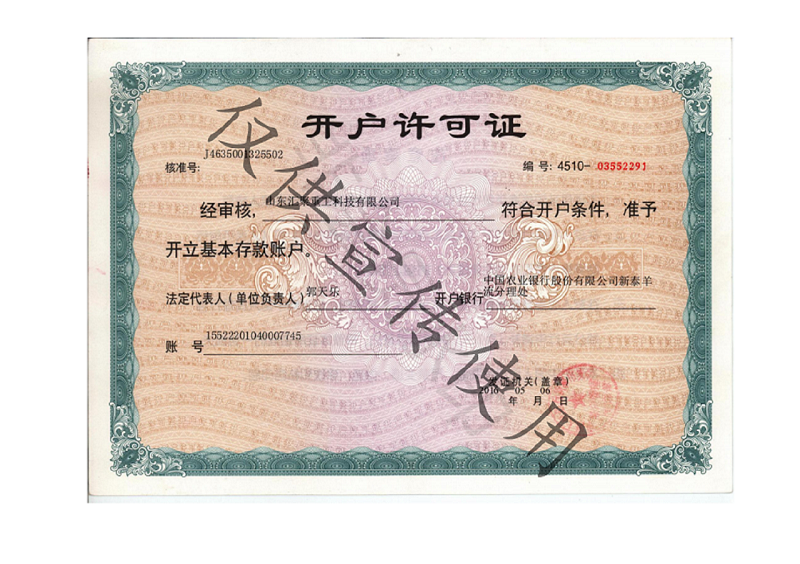 开户许可证
J4635001325502
核准号:
编 号: 4510- 03552291
经审核, 山东汇聚重工科技有限公司 符合开户条件, 准予
开立基本存款账户。
法定代表人(单位负责人) 郭天乐 开户银行 中国农业银行股份有限公司新泰羊
流分理处
账 号 15522201040007745
发证机关(盖章)
2016 05 06
年 月 日
仅供宣传使用